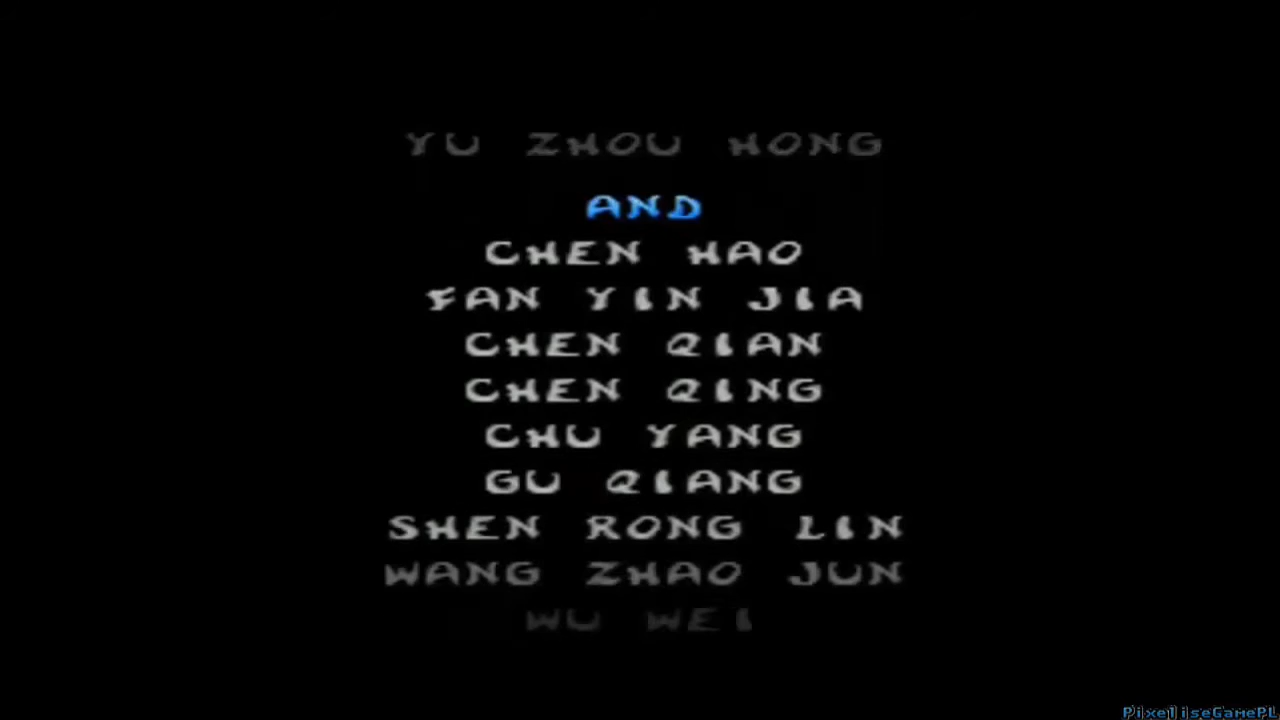 YU ZHOU HONG
AND
CHEN HAO
FAN YIN JIA
CHEN QIAN
CHEN QING
CHU YANG
GU QIANG
SHEN RONG LIN
WANG ZHAO JUN
WU WEI
PixeliseGamePL